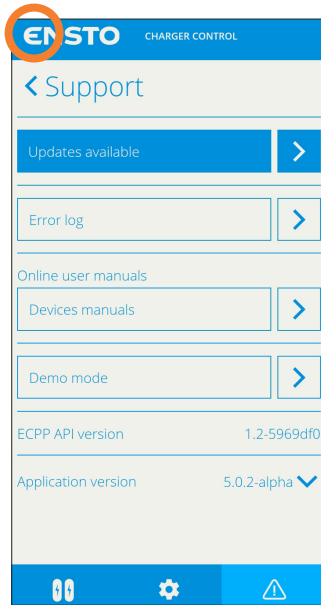 ENSTO CHARGER CONTROL
Support
Updates available
Error log
Online user manuals
Devices manuals
Demo mode
ECPP API version 1.2-5969df0
Application version 5.0.2-alpha